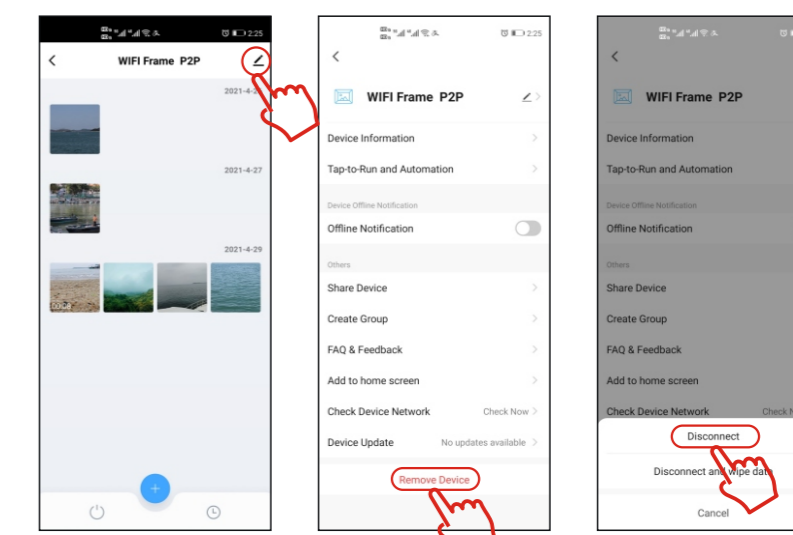 2:25
WIFI Frame P2P
2021-4-2
2021-4-27
2021-4-29
2:25
WIFI Frame P2P
Device Information
Tap-to-Run and Automation
Device Offline Notification
Offline Notification
Others
Share Device
Create Group
FAQ & Feedback
Add to home screen
Check Device Network Check Now
Device Update No updates available
Remove Device
WIFI Frame P2P
Device Information
Tap-to-Run and Automation
Device Offline Notification
Offline Notification
Others
Share Device
Create Group
FAQ & Feedback
Add to home screen
Check Device Network Check N
Disconnect
Disconnect and wipe data
Cancel